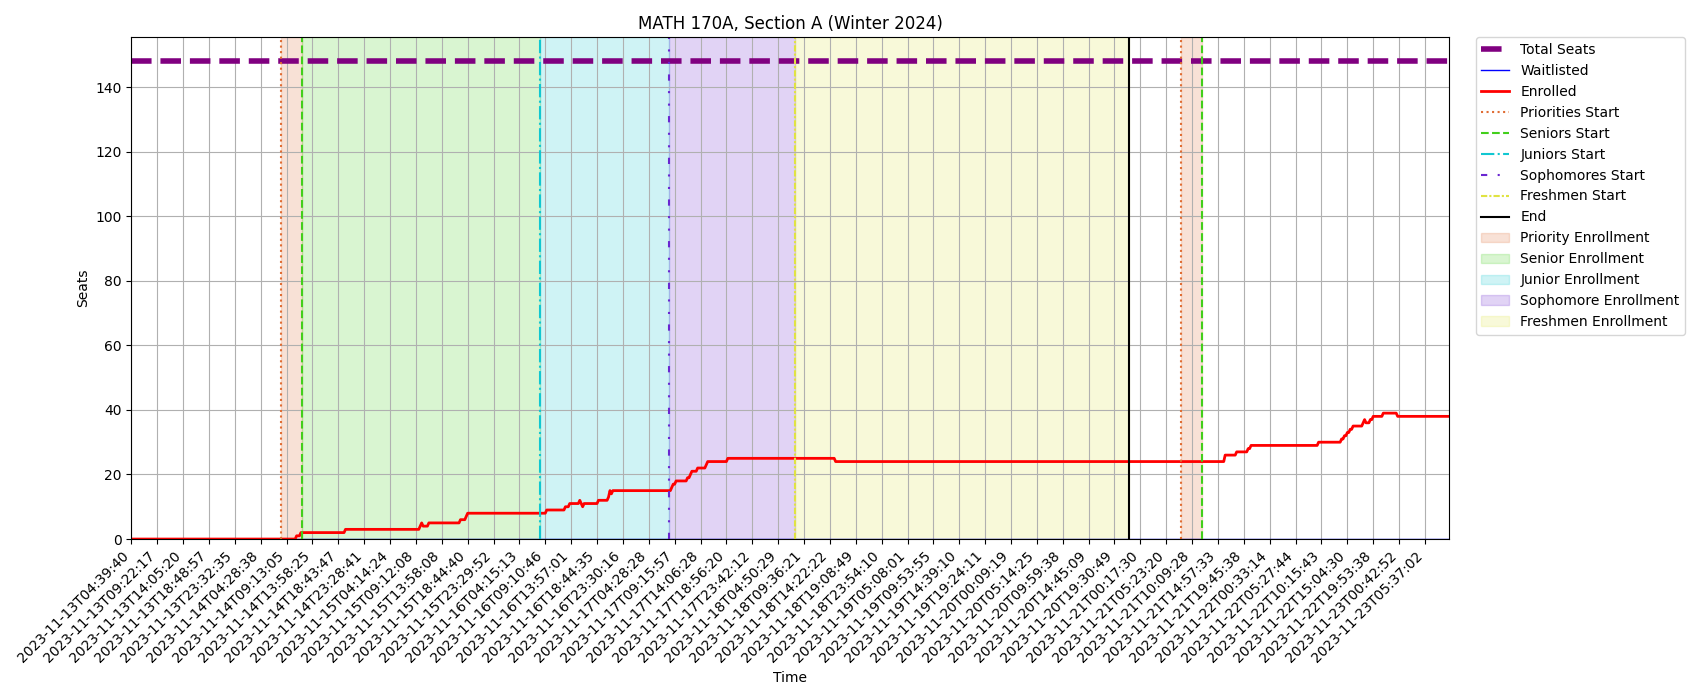 MATH 170A, Section A (Winter 2024)
Total Seats
Waitlisted
Enrolled
Priorities Start
Seniors Start
Juniors Start
Sophomores Start
Freshmen Start
End
Priority Enrollment
Senior Enrollment
Junior Enrollment
Sophomore Enrollment
Freshmen Enrollment
Seats
140
120
100
80
60
40
20
0
2023-11-13T04:39:40
2023-11-13T09:22:17
2023-11-13T14:05:20
2023-11-13T18:48:57
2023-11-13T23:32:35
2023-11-14T04:28:38
2023-11-14T09:13:05
2023-11-14T13:58:25
2023-11-14T18:43:47
2023-11-14T23:28:41
2023-11-15T04:14:24
2023-11-15T09:12:08
2023-11-15T13:58:08
2023-11-15T18:44:40
2023-11-15T23:29:52
2023-11-16T04:15:13
2023-11-16T09:10:46
2023-11-16T13:57:01
2023-11-16T18:44:35
2023-11-16T23:30:16
2023-11-17T04:28:28
2023-11-17T09:15:57
2023-11-17T14:06:28
2023-11-17T18:56:20
2023-11-17T23:42:12
2023-11-18T04:50:29
2023-11-18T09:36:21
2023-11-18T14:22:22
2023-11-18T19:08:49
2023-11-18T23:54:10
2023-11-19T05:08:01
2023-11-19T09:53:55
2023-11-19T14:39:10
2023-11-19T19:24:11
2023-11-20T00:09:19
2023-11-20T05:14:25
2023-11-20T09:59:38
2023-11-20T14:45:09
2023-11-20T19:30:49
2023-11-21T00:17:30
2023-11-21T05:23:20
2023-11-21T10:09:28
2023-11-21T14:57:33
2023-11-21T19:45:38
2023-11-22T00:33:14
2023-11-22T05:27:44
2023-11-22T10:15:43
2023-11-22T15:04:30
2023-11-22T19:53:38
2023-11-23T00:42:52
2023-11-23T05:37:02
Time